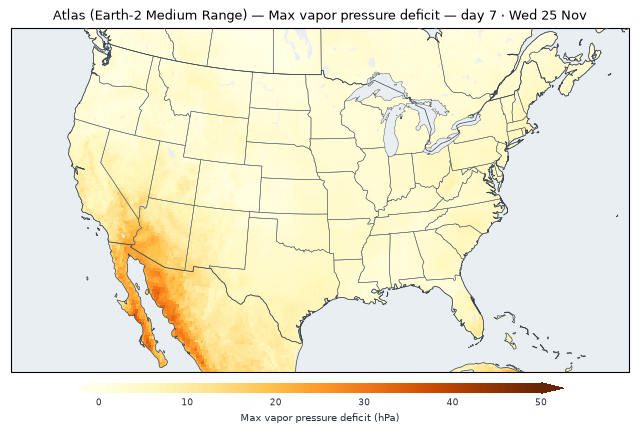 Atlas (Earth-2 Medium Range) — Max vapor pressure deficit — day 7 · Wed 25 Nov
0 10 20 30 40 50
Max vapor pressure deficit (hPa)